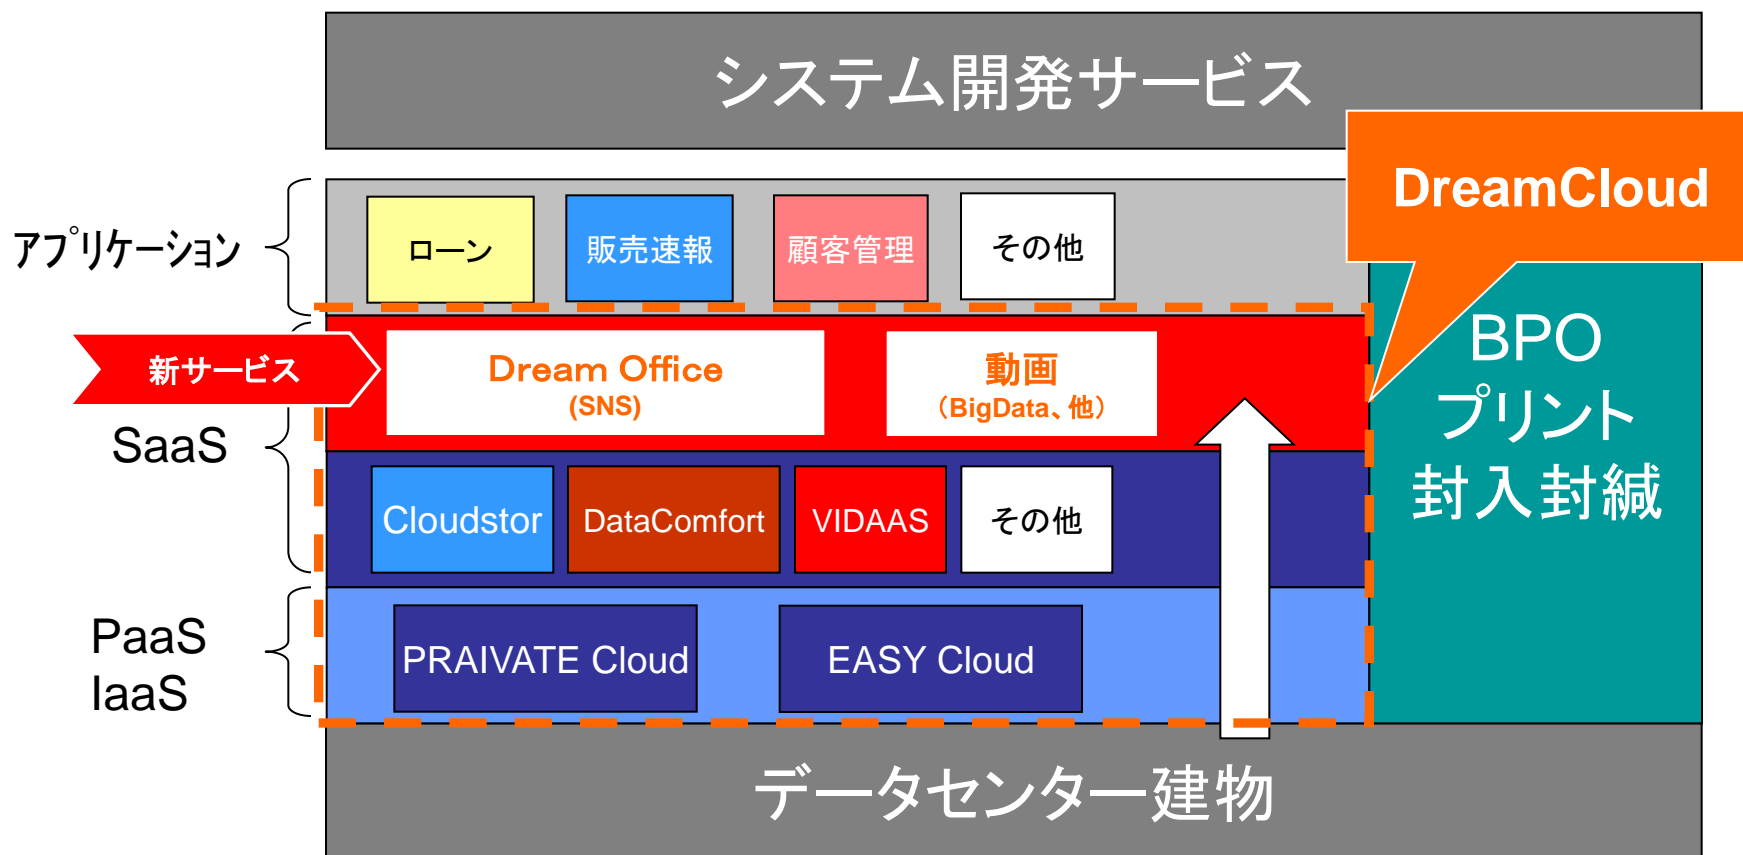 システム開発サービス
DreamCloud
アプリケーション
ローン
販売速報
顧客管理
その他
新サービス
Dream Office
(SNS)
動画
（BigData、他）
SaaS
Cloudstor
DataComfort
VIDAAS
その他
BPO
プリント
封入封緘
PaaS
IaaS
PRAIVATE Cloud
EASY Cloud
データセンター建物